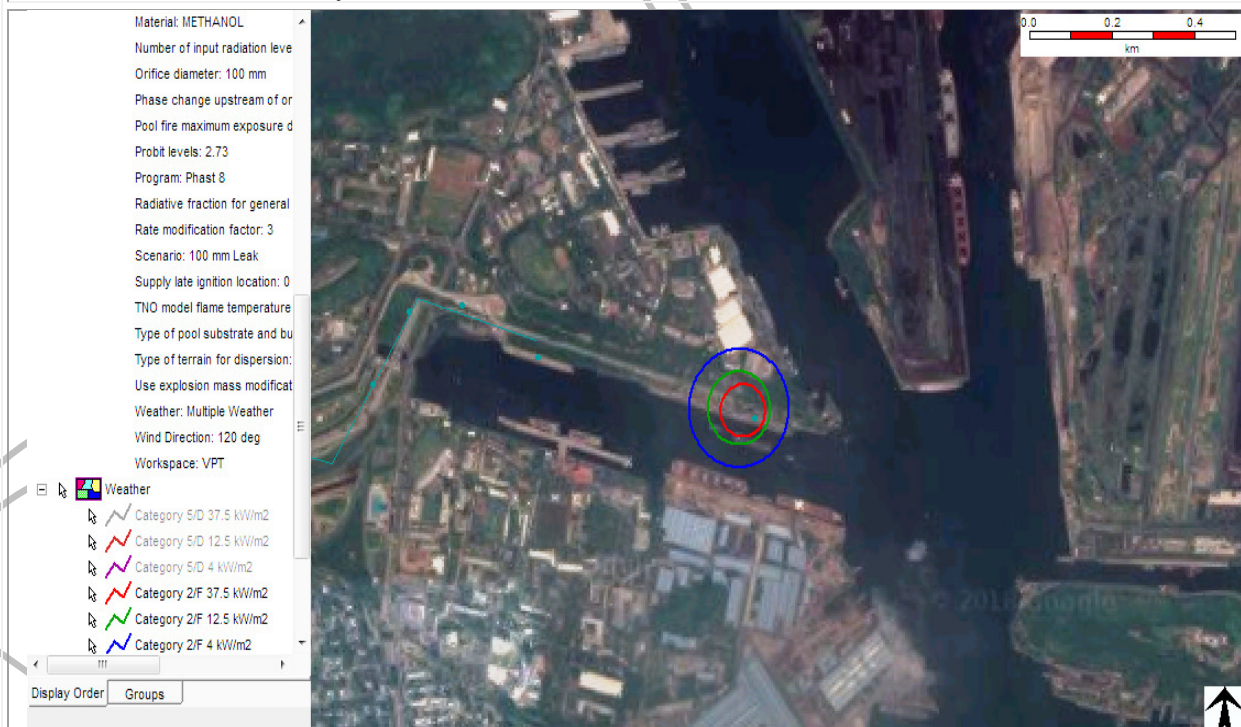 Material: METHANOL
Number of input radiation leve
Orifice diameter: 100 mm
Phase change upstream of or
Pool fire maximum exposure d
Probit levels: 2.73
Program: Phast 8
Radiative fraction for general
Rate modification factor: 3
Scenario: 100 mm Leak
Supply late ignition location: 0
TNO model flame temperature
Type of pool substrate and bu
Type of terrain for dispersion:
Use explosion mass modificat
Weather: Multiple Weather
Wind Direction: 120 deg
Workspace: VPT
Weather
Category 5/D 37.5 kW/m2
Category 5/D 12.5 kW/m2
Category 5/D 4 kW/m2
Category 2/F 37.5 kW/m2
Category 2/F 12.5 kW/m2
Category 2/F 4 kW/m2
Display Order Groups
0.0 0.2 0.4
km
© 2018 Google